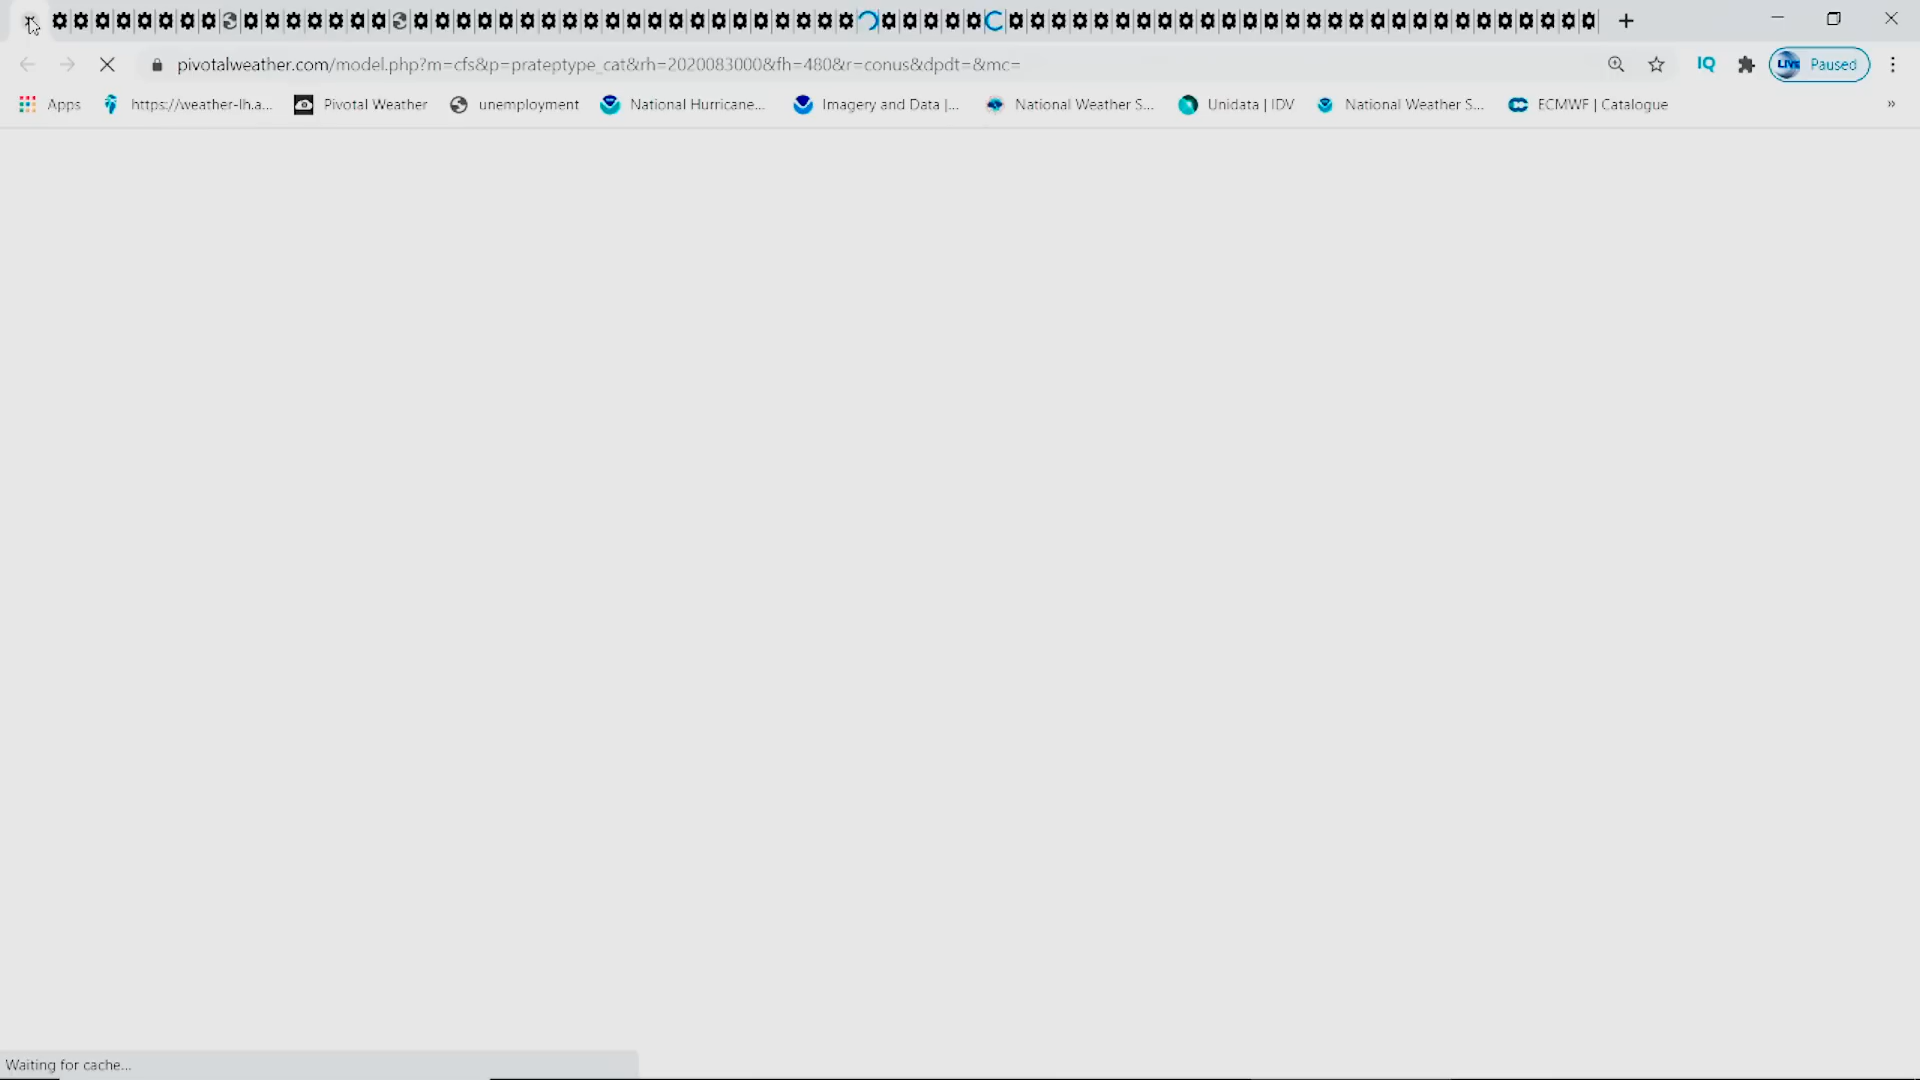 pivotalweather.com/model.php?m=cfs&p=prateptype_cat&rh=2020083000&fh=480&r=conus&dpdt=&mc=
IQ LIVE Paused
Apps https://weather-lh.a... Pivotal Weather unemployment National Hurricane... Imagery and Data |... National Weather S... Unidata | IDV National Weather S... ECMWF | Catalogue »
Waiting for cache...